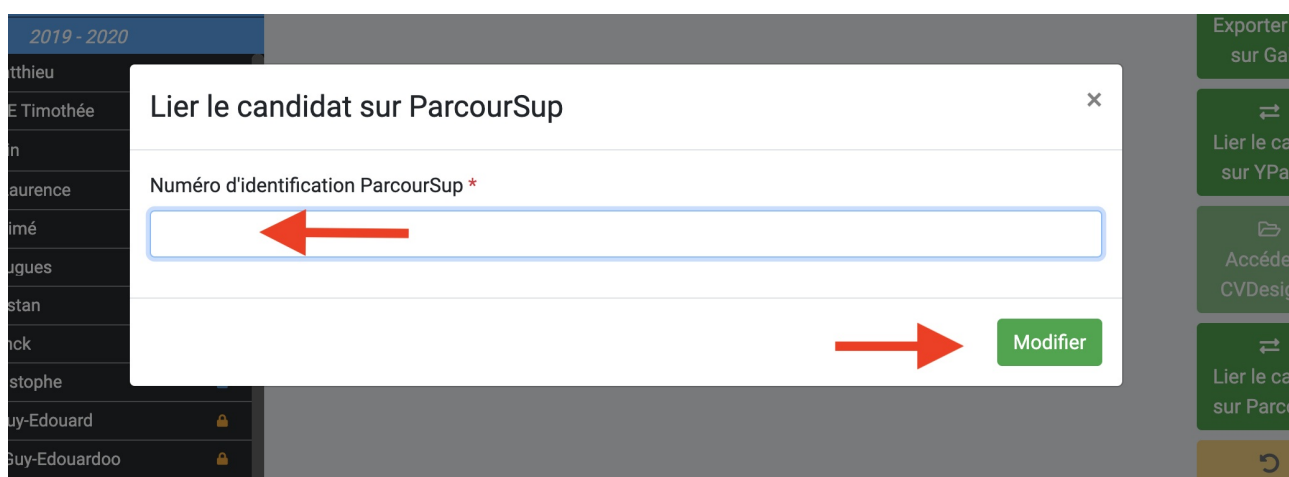 2019 - 2020
tthieu
E Timothée
in
aurence
imé
ugues
stan
nck
stophe
uy-Edouard
Guy-Edouardoo
Lier le candidat sur ParcourSup
×
Numéro d'identification ParcourSup *
Modifier
Exporter
sur Ga
Lier le ca
sur YPa
Accéde
CVDesig
Lier le ca
sur Parco